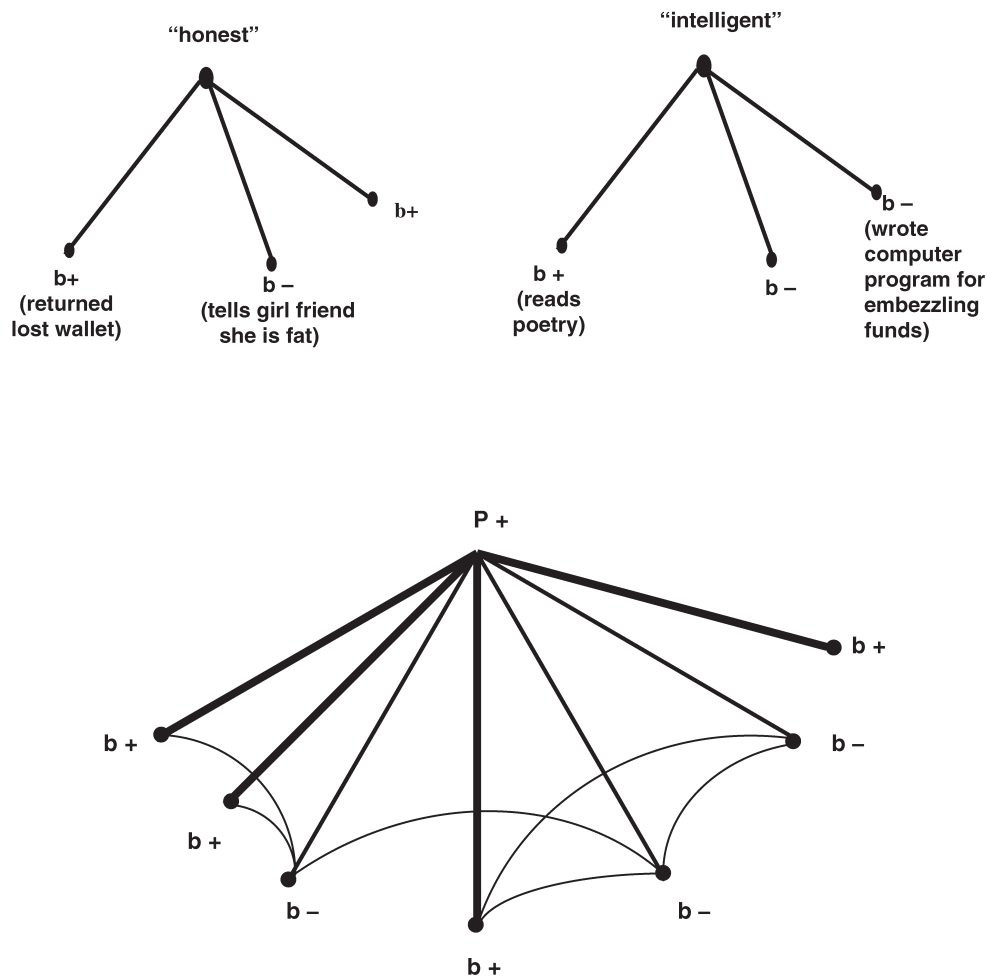 “honest”
“intelligent”
b+
b –
b+
(returned
lost wallet)
b –
(tells girl friend
she is fat)
b +
(reads
poetry)
b –
(wrote
computer
program for
embezzling
funds)
P +
b +
b +
b –
b +
b –
b –
b +